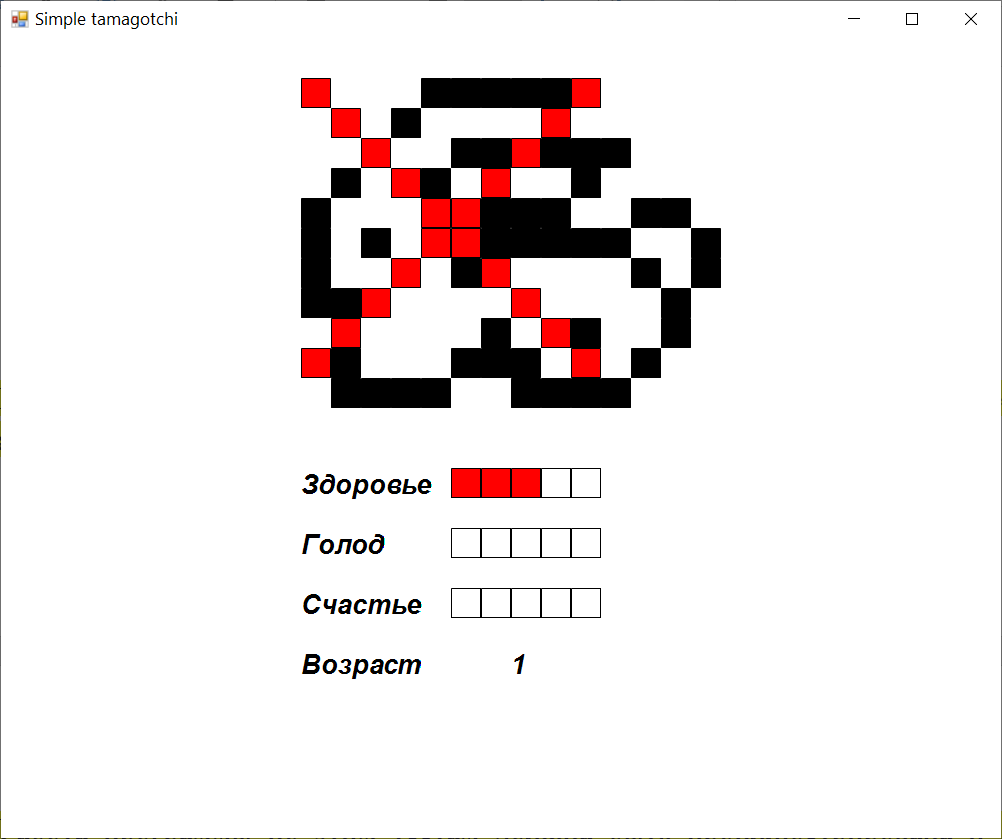 Simple tamagotchi
Здоровье
Голод
Счастье
Возраст 1